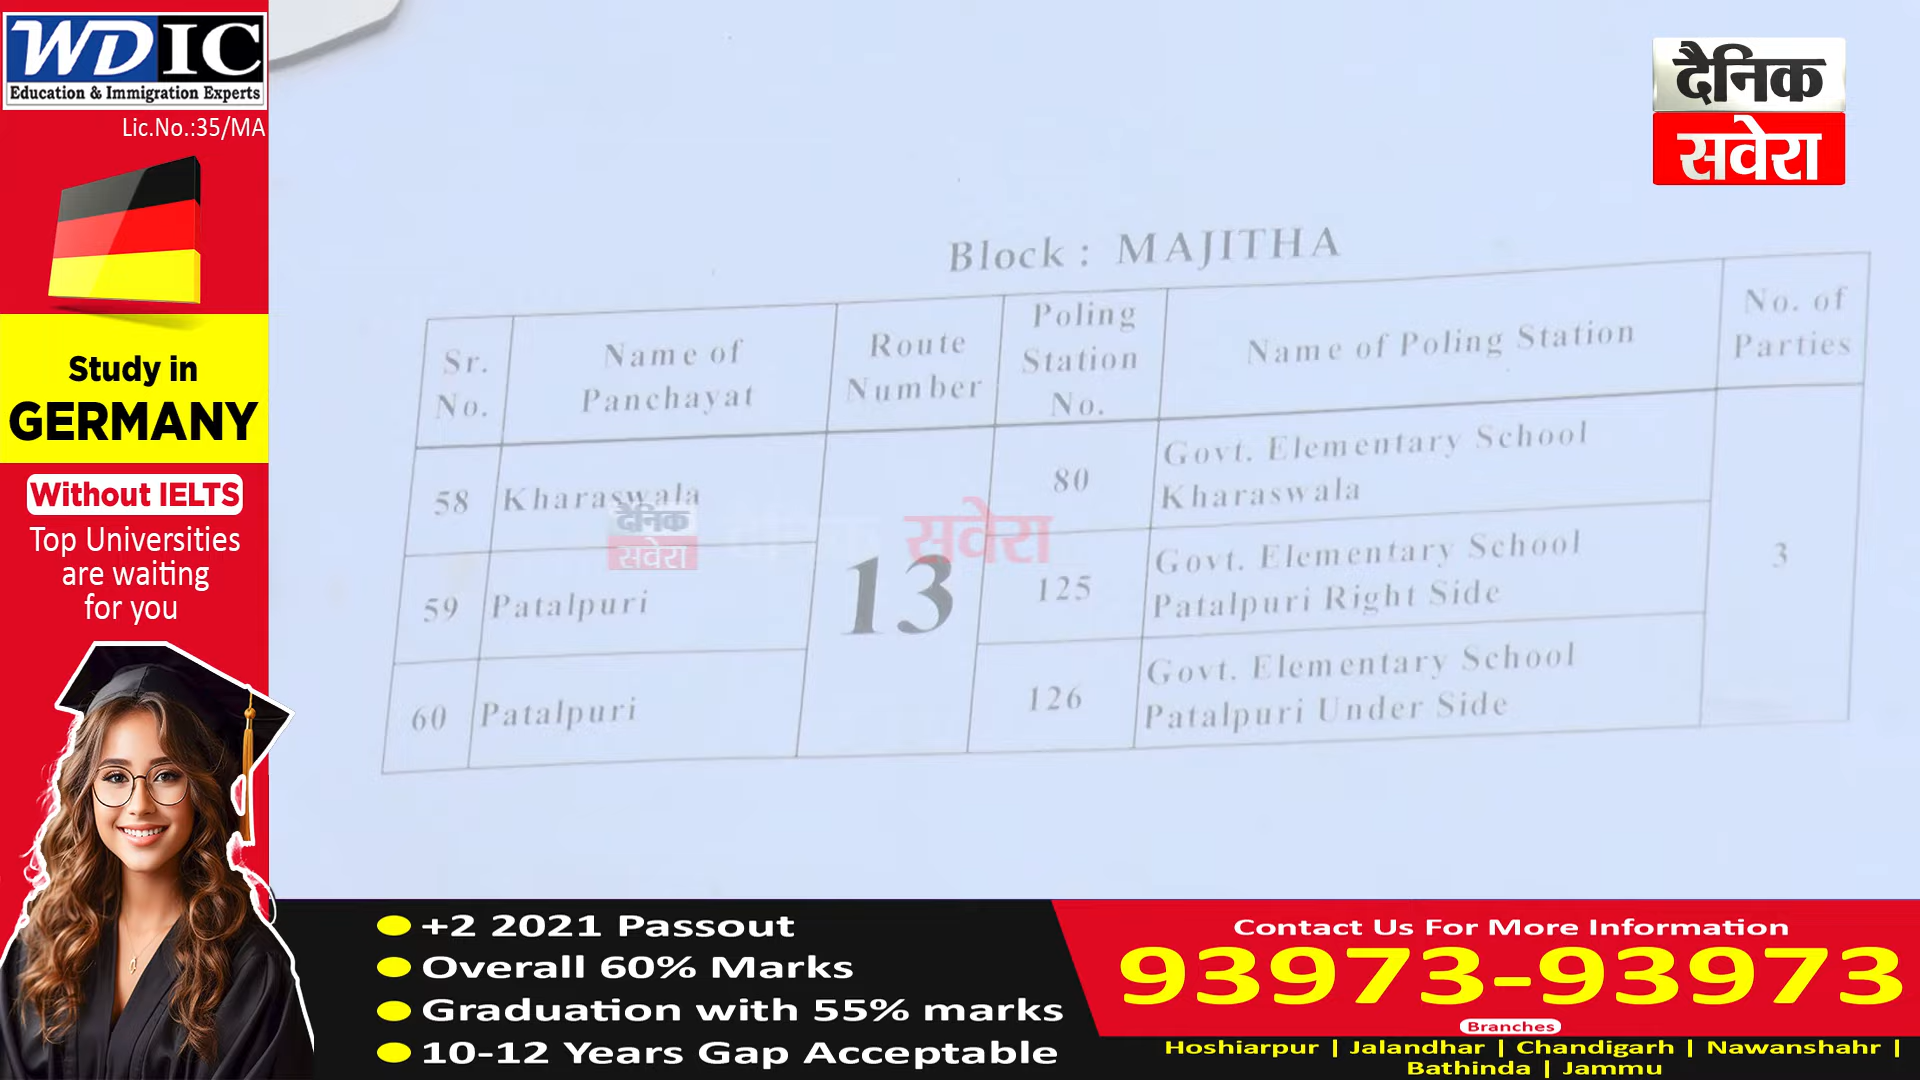 WDIC
Education & Immigration Experts
Lic.No.:35/MA
Study in
GERMANY
Without IELTS
Top Universities
are waiting
for you
दैनिक
सवेरा
Block : MAJITHA
Sr. No. Name of Panchayat Route Number Poling Station No. Name of Poling Station No. of Parties
58 Kharaswala 13 80 Govt. Elementary School Kharaswala 3
59 Patalpuri 125 Govt. Elementary School Patalpuri Right Side
60 Patalpuri 126 Govt. Elementary School Patalpuri Under Side
दैनिक
सवेरा
सवेरा
+2 2021 Passout
Overall 60% Marks
Graduation with 55% marks
10-12 Years Gap Acceptable
Contact Us For More Information
93973-93973
Branches
Hoshiarpur | Jalandhar | Chandigarh | Nawanshahr |
Bathinda | Jammu